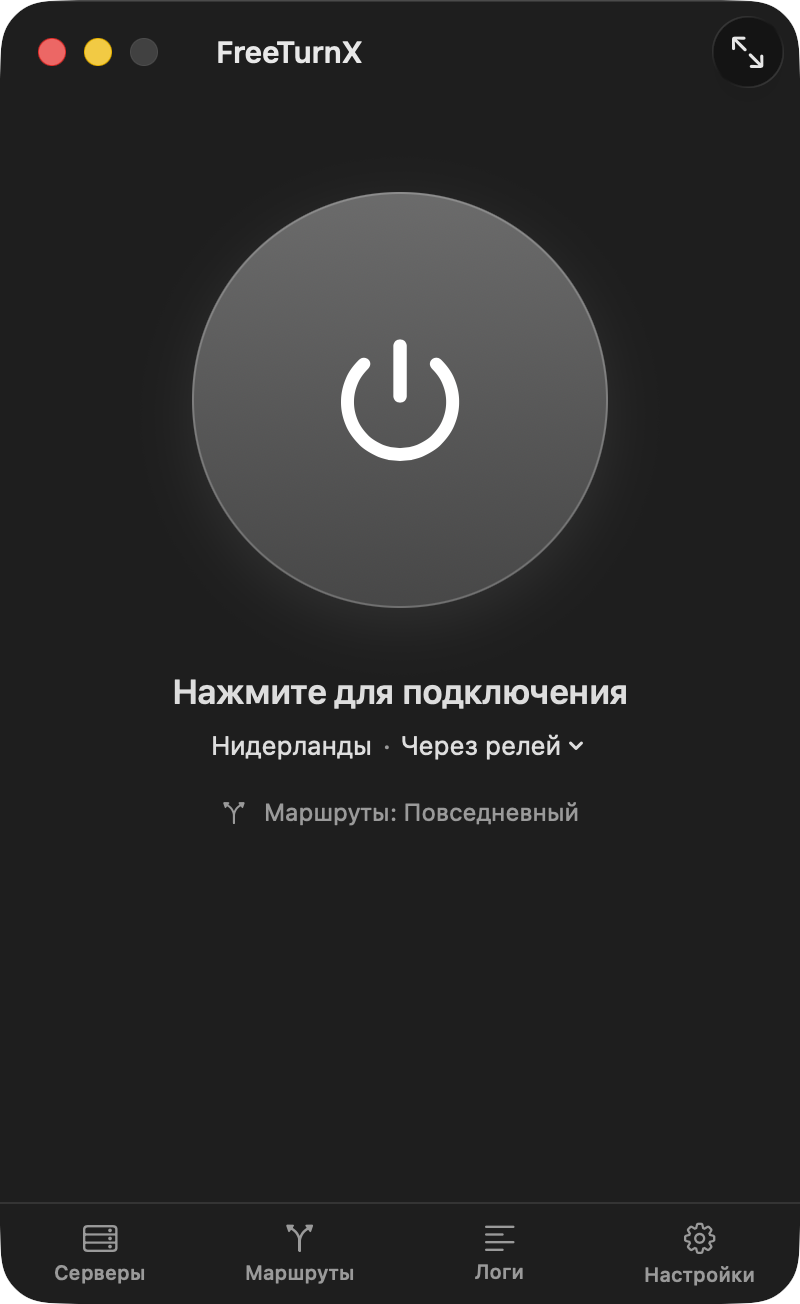 FreeTurnX
Нажмите для подключения
Нидерланды · Через релей
Маршруты: Повседневный
Серверы
Маршруты
Логи
Настройки